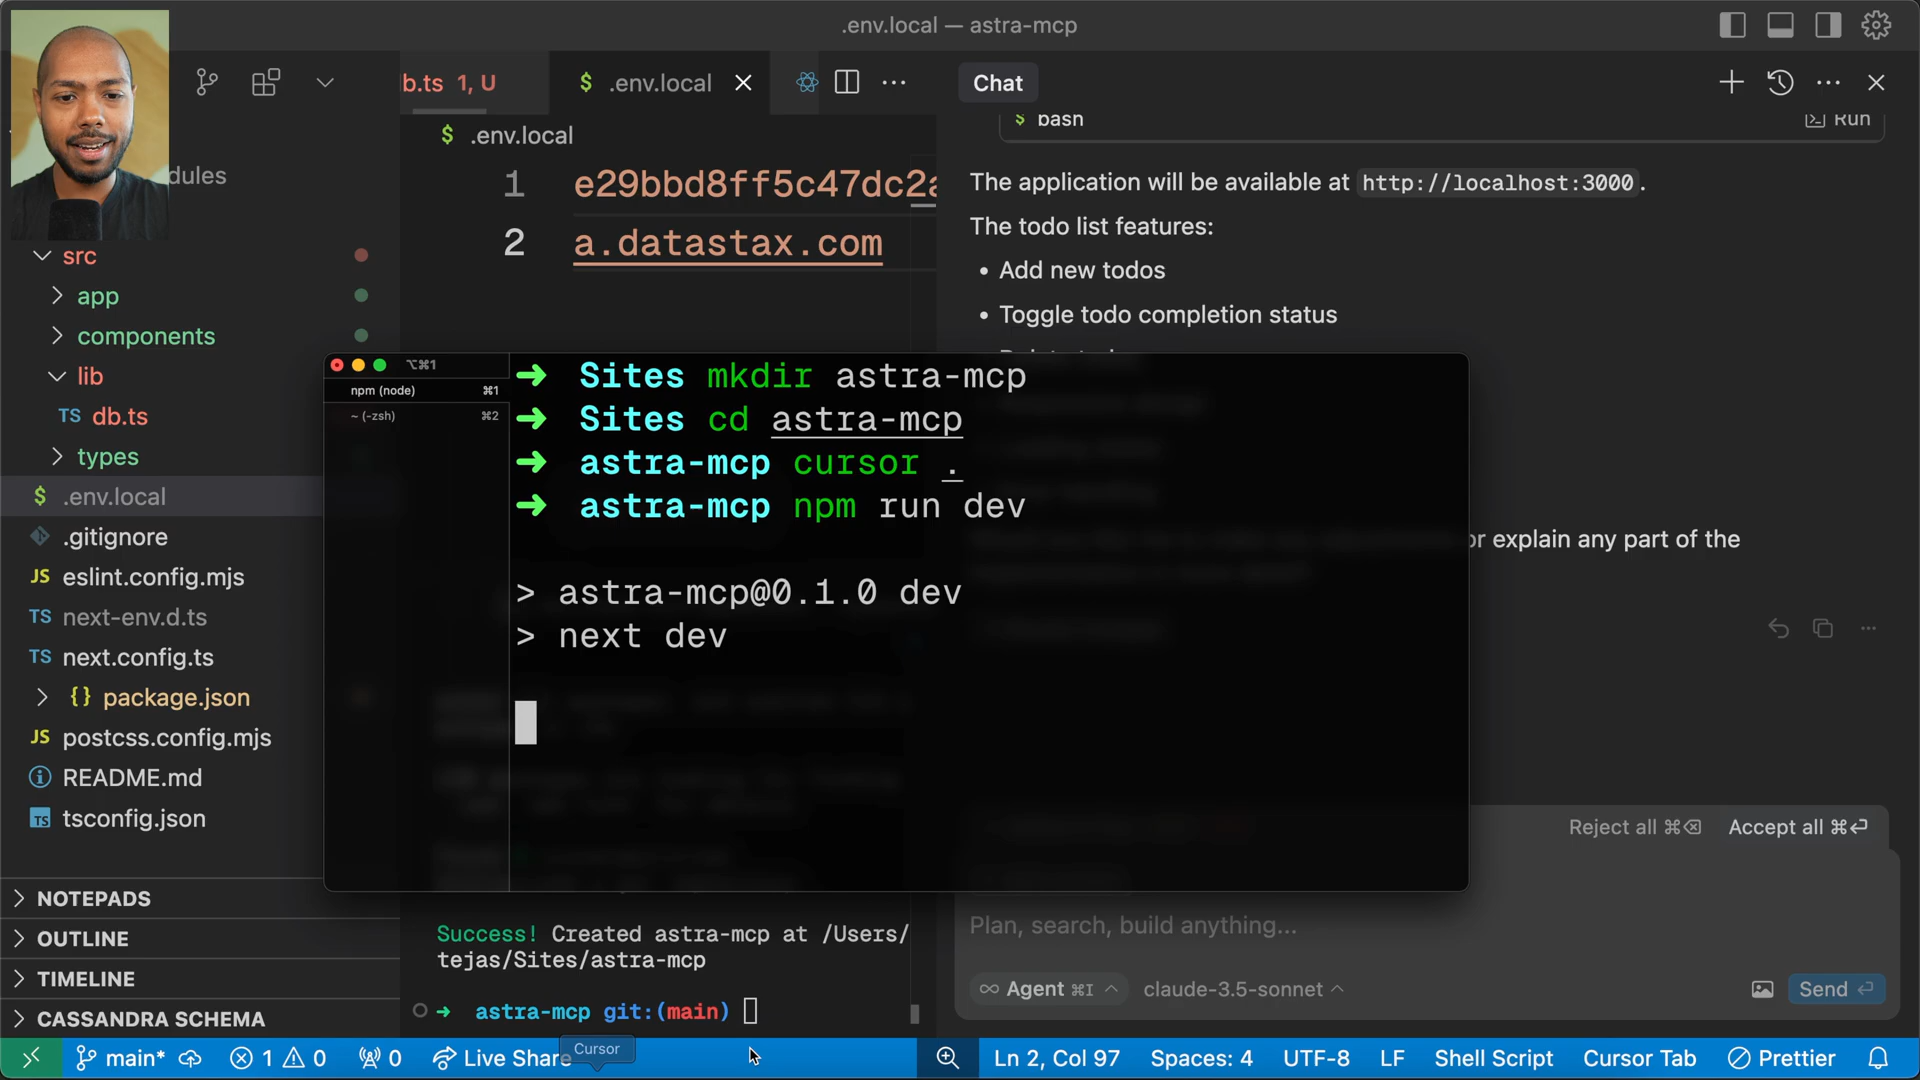 .env.local — astra-mcp
b.ts 1, U
$ .env.local
Chat
$ .env.local
$ bash
Run
dules
1 e29bbd8ff5c47dc2a
2 a.datastax.com
The application will be available at http://localhost:3000.
The todo list features:
• Add new todos
• Toggle todo completion status
src
app
components
lib
TS db.ts
types
$ .env.local
.gitignore
JS eslint.config.mjs
TS next-env.d.ts
TS next.config.ts
{} package.json
JS postcss.config.mjs
README.md
TS tsconfig.json
NOTEPADS
OUTLINE
TIMELINE
CASSANDRA SCHEMA
⌥⌘1
npm (node) ⌘1
~ (-zsh) ⌘2
➜ Sites mkdir astra-mcp
➜ Sites cd astra-mcp
➜ astra-mcp cursor .
➜ astra-mcp npm run dev
> astra-mcp@0.1.0 dev
> next dev
or explain any part of the
Reject all ⌘⌫ Accept all ⌘⏎
Plan, search, build anything...
∞ Agent ⌘I
claude-3.5-sonnet
Send ⏎
Success! Created astra-mcp at /Users/
tejas/Sites/astra-mcp
➜ astra-mcp git:(main)
Cursor
main* 1 0 0 Live Share
Ln 2, Col 97 Spaces: 4 UTF-8 LF Shell Script Cursor Tab Prettier